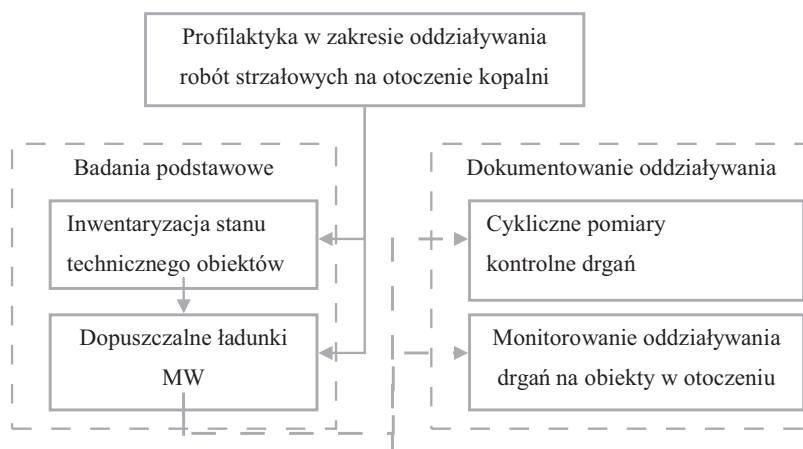 Profilaktyka w zakresie oddziaływania
robót strzałowych na otoczenie kopalni
Badania podstawowe
Inwentaryzacja stanu
technicznego obiektów
Dopuszczalne ładunki
MW
Dokumentowanie oddziaływania
Cykliczne pomiary
kontrolne drgań
Monitorowanie oddziaływania
drgań na obiekty w otoczeniu